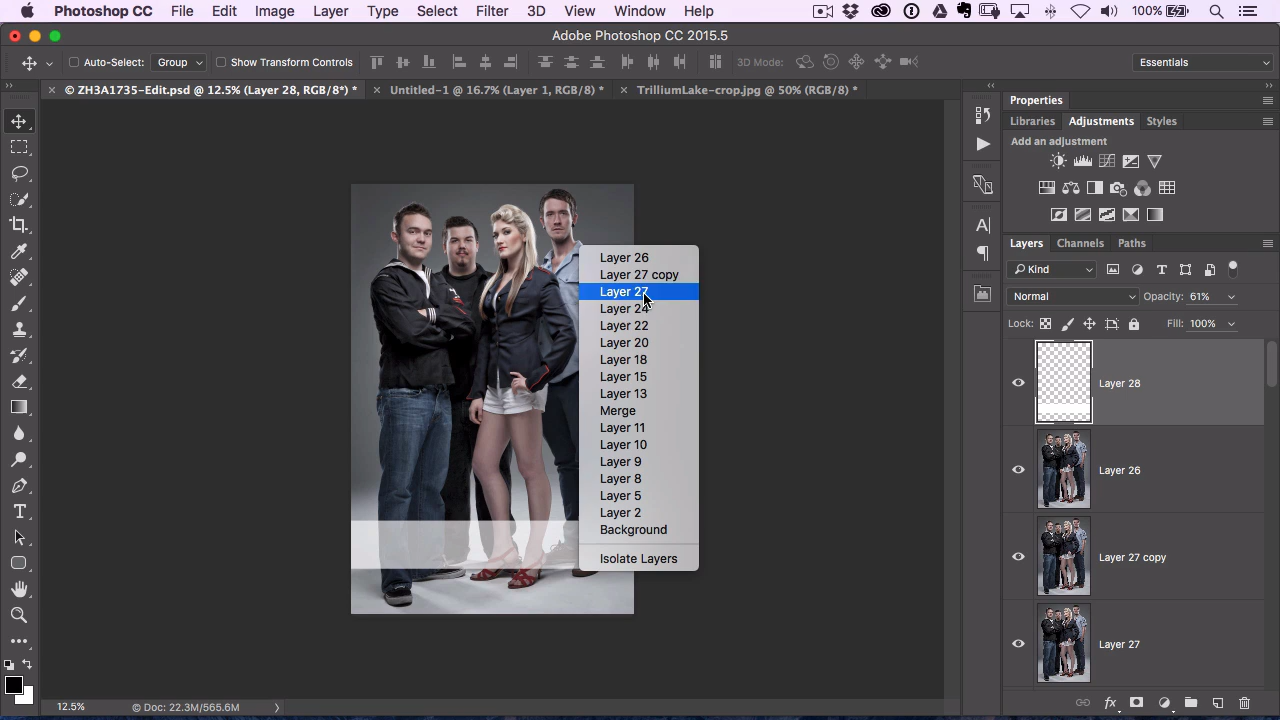 Photoshop CC File Edit Image Layer Type Select Filter 3D View Window Help 100%
Adobe Photoshop CC 2015.5
Auto-Select: Group Show Transform Controls 3D Mode: Essentials
© ZH3A1735-Edit.psd @ 12.5% (Layer 28, RGB/8*) * Untitled-1 @ 16.7% (Layer 1, RGB/8) * TrilliumLake-crop.jpg @ 50% (RGB/8) *
Properties
Libraries Adjustments Styles
Add an adjustment
Layers Channels Paths
Kind
Normal Opacity: 61%
Lock: Fill: 100%
Layer 28
Layer 26
Layer 27 copy
Layer 27
Layer 26
Layer 27 copy
Layer 27
Layer 24
Layer 22
Layer 20
Layer 18
Layer 15
Layer 13
Merge
Layer 11
Layer 10
Layer 9
Layer 8
Layer 5
Layer 2
Background
Isolate Layers
12.5% © Doc: 22.3M/565.6M